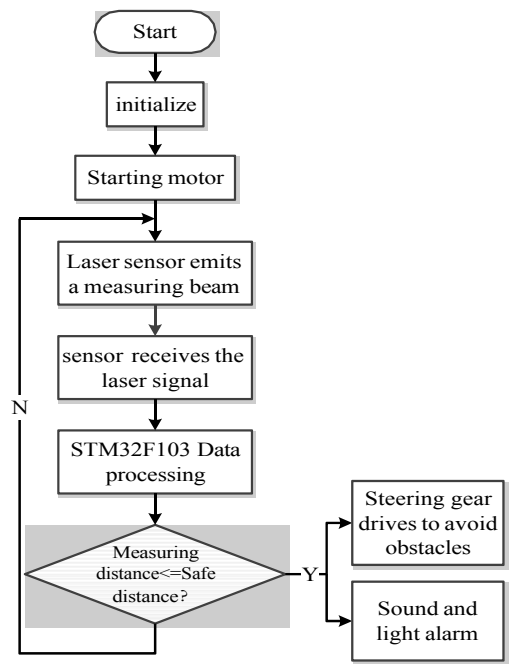 Start
initialize
Starting motor
Laser sensor emits
a measuring beam
sensor receives the
laser signal
N
STM32F103 Data
processing
Measuring
distance<=Safe
distance?
Y
Steering gear
drives to avoid
obstacles
Sound and
light alarm